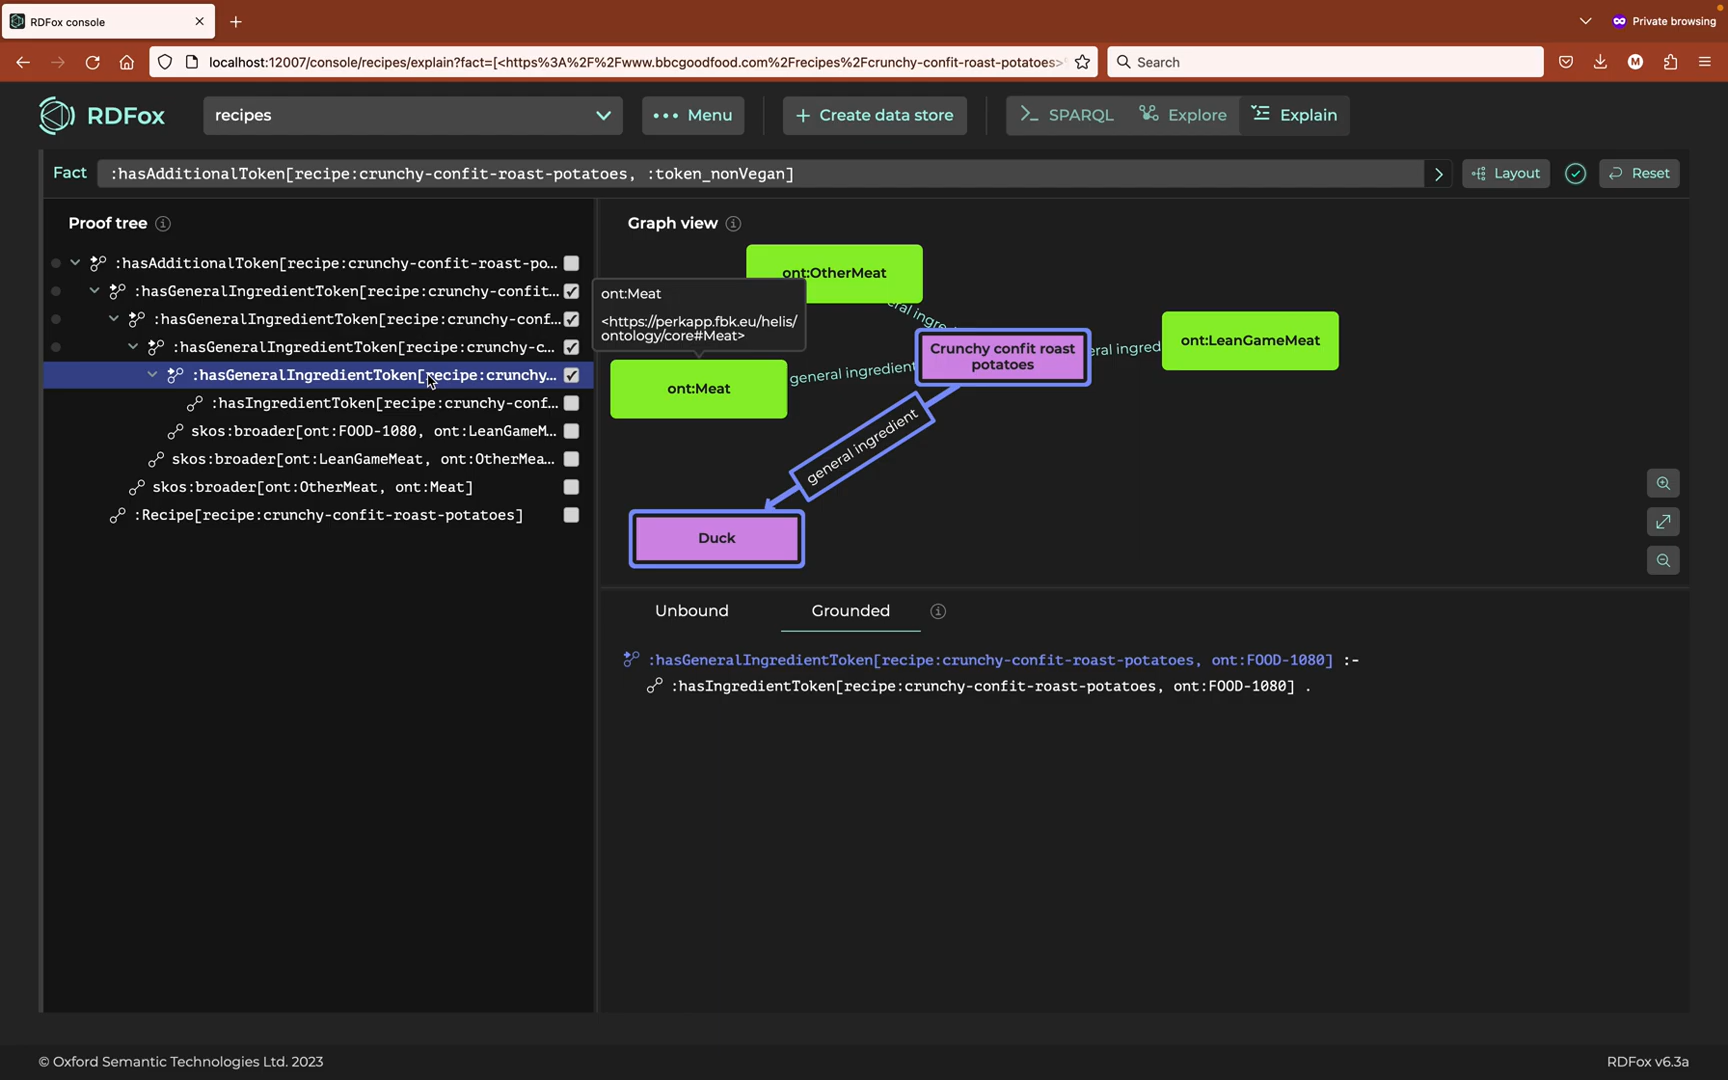 RDFox console
Private browsing
localhost:12007/console/recipes/explain?fact=[<https%3A%2F%2Fwww.bbcgoodfood.com%2Frecipes%2Fcrunchy-confit-roast-potatoes>
Search
RDFox
recipes
Menu
Create data store
SPARQL
Explore
Explain
Fact
:hasAdditionalToken[recipe:crunchy-confit-roast-potatoes, :token_nonVegan]
Layout
Reset
Proof tree
:hasAdditionalToken[recipe:crunchy-confit-roast-po...
:hasGeneralIngredientToken[recipe:crunchy-confit...
:hasGeneralIngredientToken[recipe:crunchy-conf...
:hasGeneralIngredientToken[recipe:crunchy-c...
:hasGeneralIngredientToken[recipe:crunchy...
:hasIngredientToken[recipe:crunchy-conf...
skos:broader[ont:FOOD-1080, ont:LeanGameM...
skos:broader[ont:LeanGameMeat, ont:OtherMea...
skos:broader[ont:OtherMeat, ont:Meat]
:Recipe[recipe:crunchy-confit-roast-potatoes]
Graph view
ont:OtherMeat
ont:Meat
<https://perkapp.fbk.eu/helis/
ontology/core#Meat>
eral ingre
Crunchy confit roast
potatoes
eral ingred
ont:LeanGameMeat
general ingredient
ont:Meat
general ingredient
Duck
Unbound
Grounded
:hasGeneralIngredientToken[recipe:crunchy-confit-roast-potatoes, ont:FOOD-1080] :-
:hasIngredientToken[recipe:crunchy-confit-roast-potatoes, ont:FOOD-1080] .
© Oxford Semantic Technologies Ltd. 2023
RDFox v6.3a